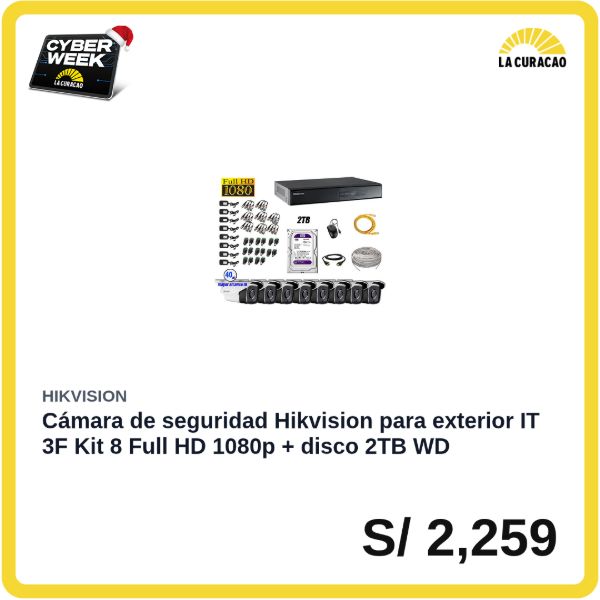 CYBER
WEEK
LA CURACAO
LA CURACAO
Full HD
1080
2TB
40
HIKVISION
Cámara de seguridad Hikvision para exterior IT
3F Kit 8 Full HD 1080p + disco 2TB WD
S/ 2,259